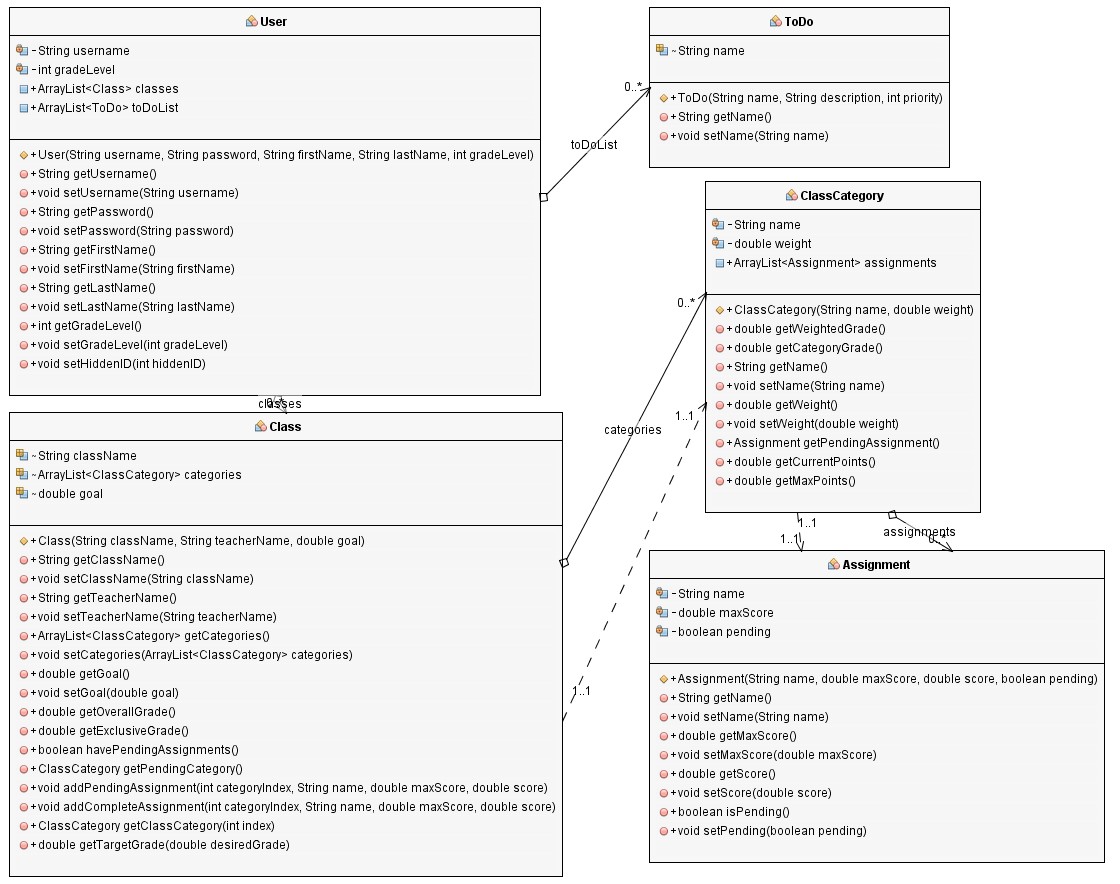 User
-String username
-int gradeLevel
+ArrayList<Class> classes
+ArrayList<ToDo> toDoList
+User(String username, String password, String firstName, String lastName, int gradeLevel)
+String getUsername()
+void setUsername(String username)
+String getPassword()
+void setPassword(String password)
+String getFirstName()
+void setFirstName(String firstName)
+String getLastName()
+void setLastName(String lastName)
+int getGradeLevel()
+void setGradeLevel(int gradeLevel)
+void setHiddenID(int hiddenID)
ToDo
~String name
+ToDo(String name, String description, int priority)
+String getName()
+void setName(String name)
0..*
toDoList
ClassCategory
-String name
-double weight
+ArrayList<Assignment> assignments
+ClassCategory(String name, double weight)
+double getWeightedGrade()
+double getCategoryGrade()
+String getName()
+void setName(String name)
+double getWeight()
+void setWeight(double weight)
+Assignment getPendingAssignment()
+double getCurrentPoints()
+double getMaxPoints()
0..*
categories
1..1
1..1
classes
Class
~String className
~ArrayList<ClassCategory> categories
~double goal
+Class(String className, String teacherName, double goal)
+String getClassName()
+void setClassName(String className)
+String getTeacherName()
+void setTeacherName(String teacherName)
+ArrayList<ClassCategory> getCategories()
+void setCategories(ArrayList<ClassCategory> categories)
+double getGoal()
+void setGoal(double goal)
+double getOverallGrade()
+double getExclusiveGrade()
+boolean havePendingAssignments()
+ClassCategory getPendingCategory()
+void addPendingAssignment(int categoryIndex, String name, double maxScore, double score)
+void addCompleteAssignment(int categoryIndex, String name, double maxScore, double score)
+ClassCategory getClassCategory(int index)
+double getTargetGrade(double desiredGrade)
1..1
1..1
assignments
0..*
Assignment
-String name
-double maxScore
-boolean pending
+Assignment(String name, double maxScore, double score, boolean pending)
+String getName()
+void setName(String name)
+double getMaxScore()
+void setMaxScore(double maxScore)
+double getScore()
+void setScore(double score)
+boolean isPending()
+void setPending(boolean pending)